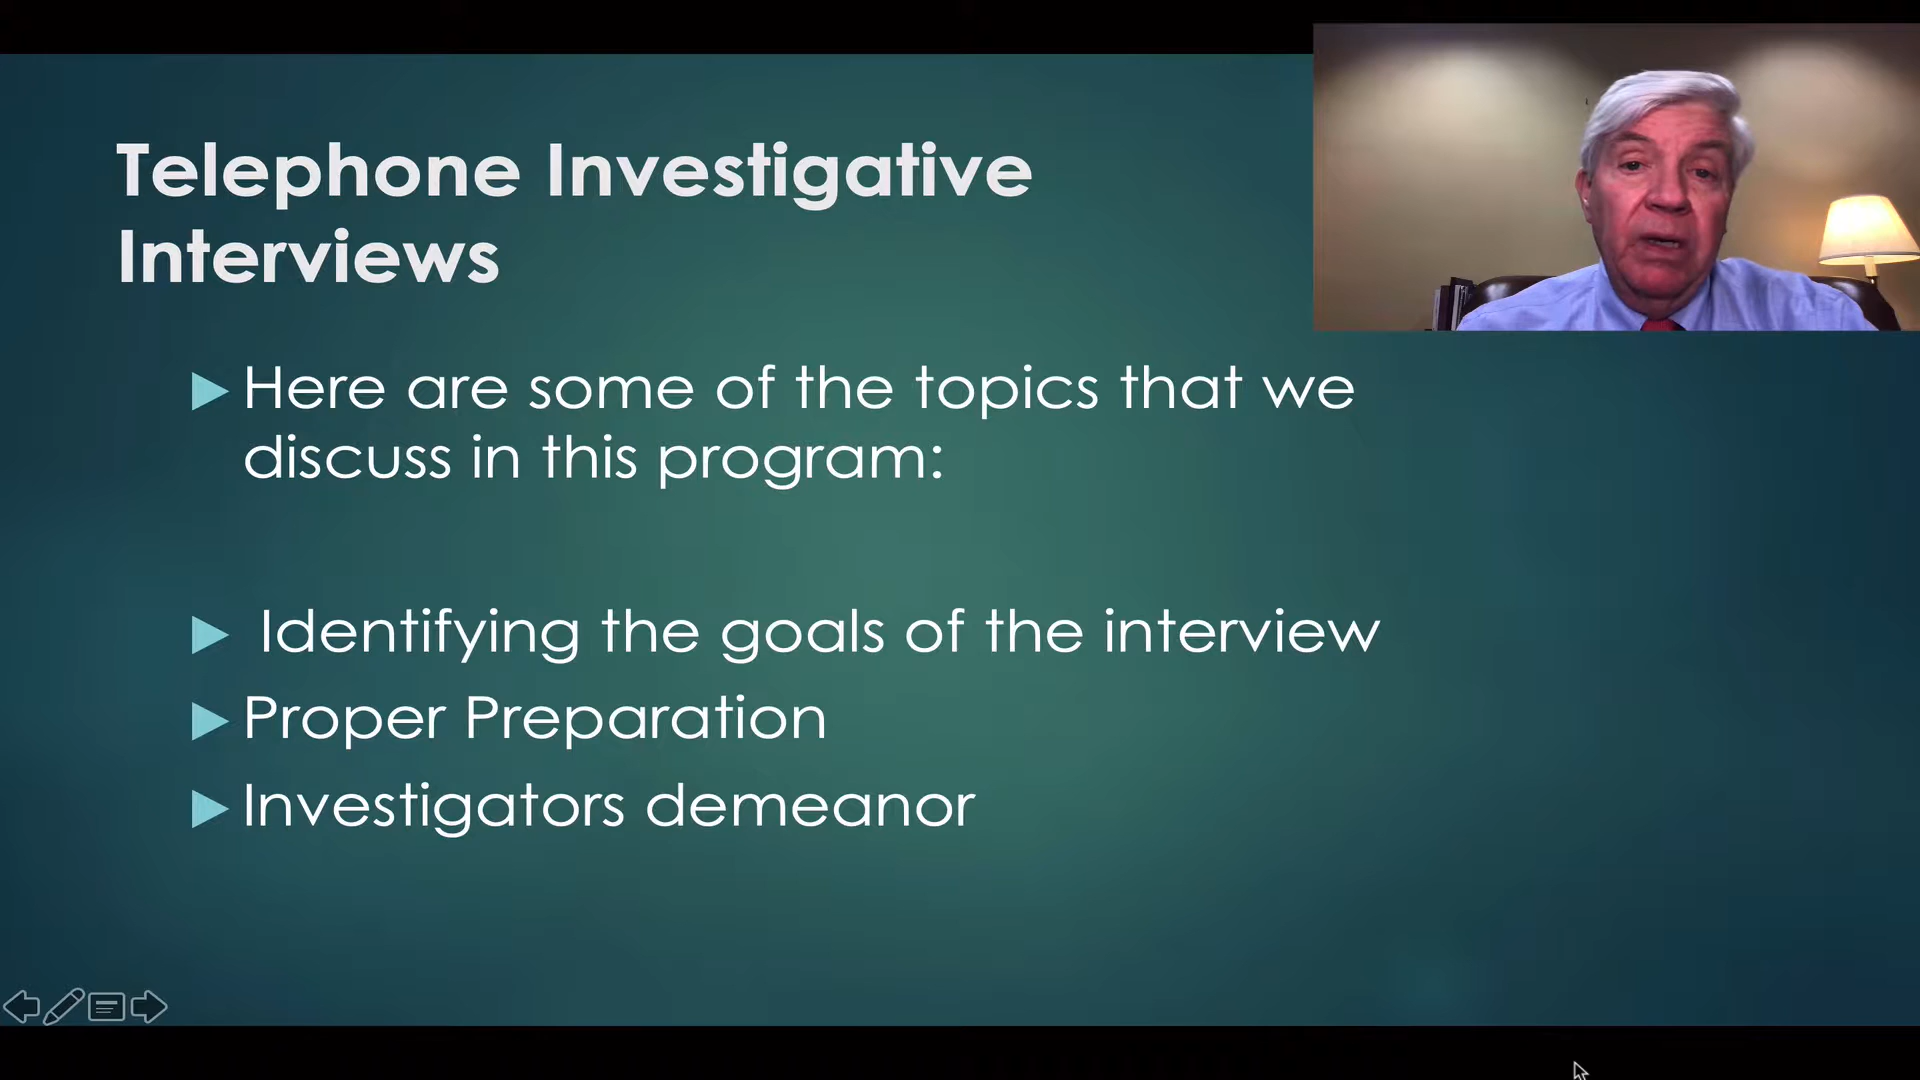 Telephone Investigative
Interviews
Here are some of the topics that we
discuss in this program:
Identifying the goals of the interview
Proper Preparation
Investigators demeanor